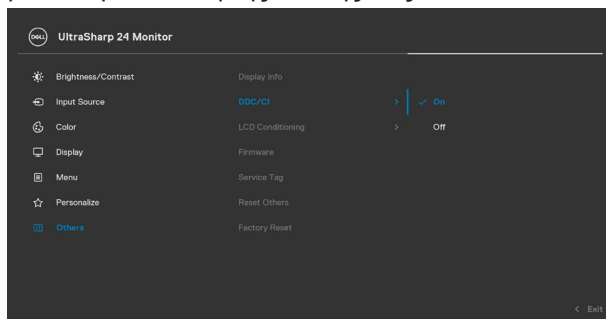 DELL UltraSharp 24 Monitor
Brightness/Contrast Display Info
Input Source DDC/CI > ✓ On
Color LCD Conditioning > Off
Display Firmware
Menu Service Tag
Personalize Reset Others
Others Factory Reset
< Exit